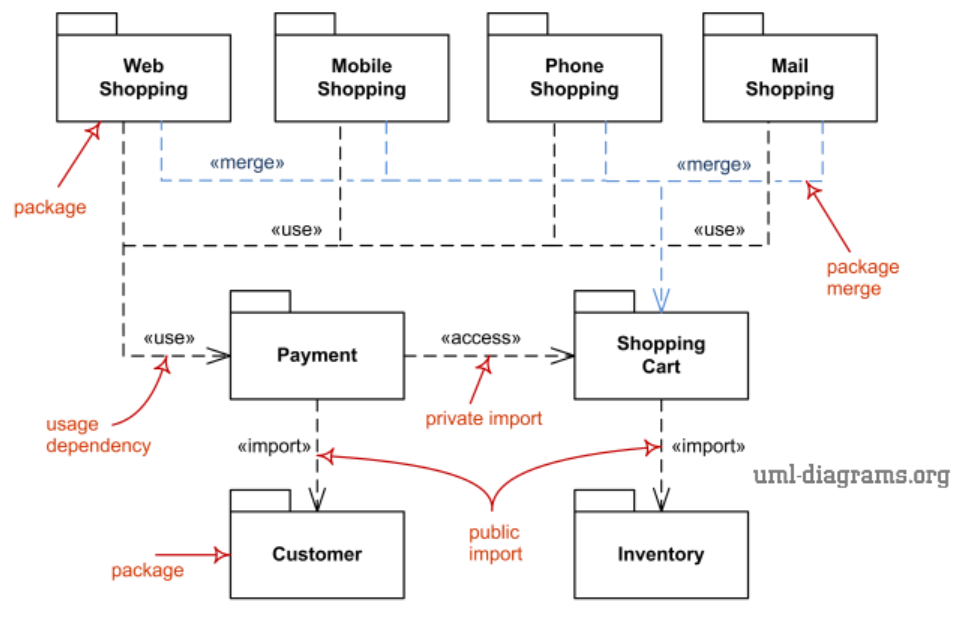 Web
Shopping
Mobile
Shopping
Phone
Shopping
Mail
Shopping
«merge»
«merge»
package
«use»
«use»
package
merge
«use»
Payment
«access»
Shopping
Cart
usage
dependency
private import
«import»
«import»
uml-diagrams.org
public
import
Customer
Inventory
package